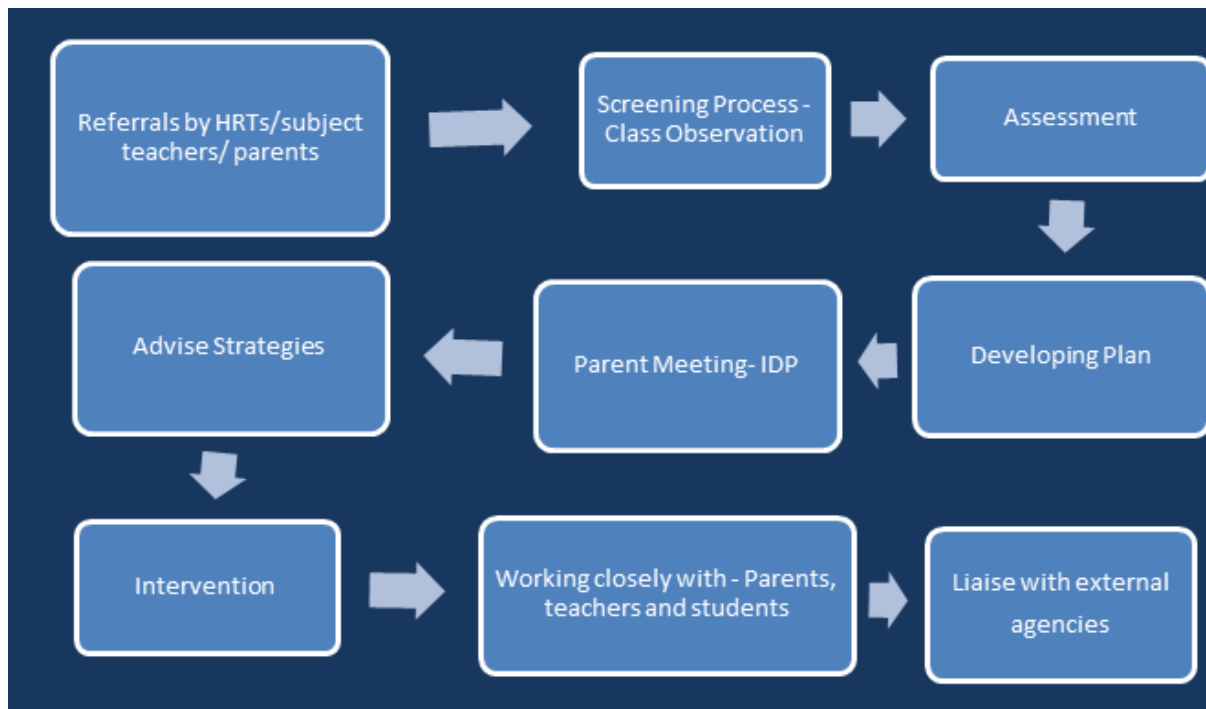 Referrals by HRTs/subject
teachers/ parents
Screening Process -
Class Observation
Assessment
Developing Plan
Parent Meeting- IDP
Advise Strategies
Intervention
Working closely with - Parents,
teachers and students
Liaise with external
agencies